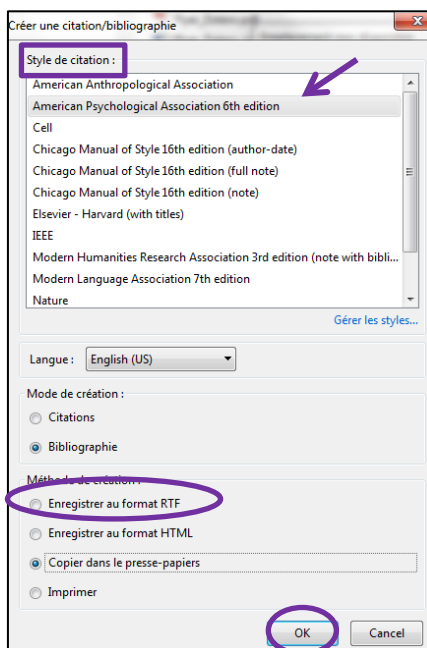 Créer une citation/bibliographie
Style de citation :
American Anthropological Association
American Psychological Association 6th edition
Cell
Chicago Manual of Style 16th edition (author-date)
Chicago Manual of Style 16th edition (full note)
Chicago Manual of Style 16th edition (note)
Elsevier - Harvard (with titles)
IEEE
Modern Humanities Research Association 3rd edition (note with bibli...
Modern Language Association 7th edition
Nature
Gérer les styles...
Langue : English (US)
Mode de création :
Citations
Bibliographie
Méthode de création :
Enregistrer au format RTF
Enregistrer au format HTML
Copier dans le presse-papiers
Imprimer
OK Cancel